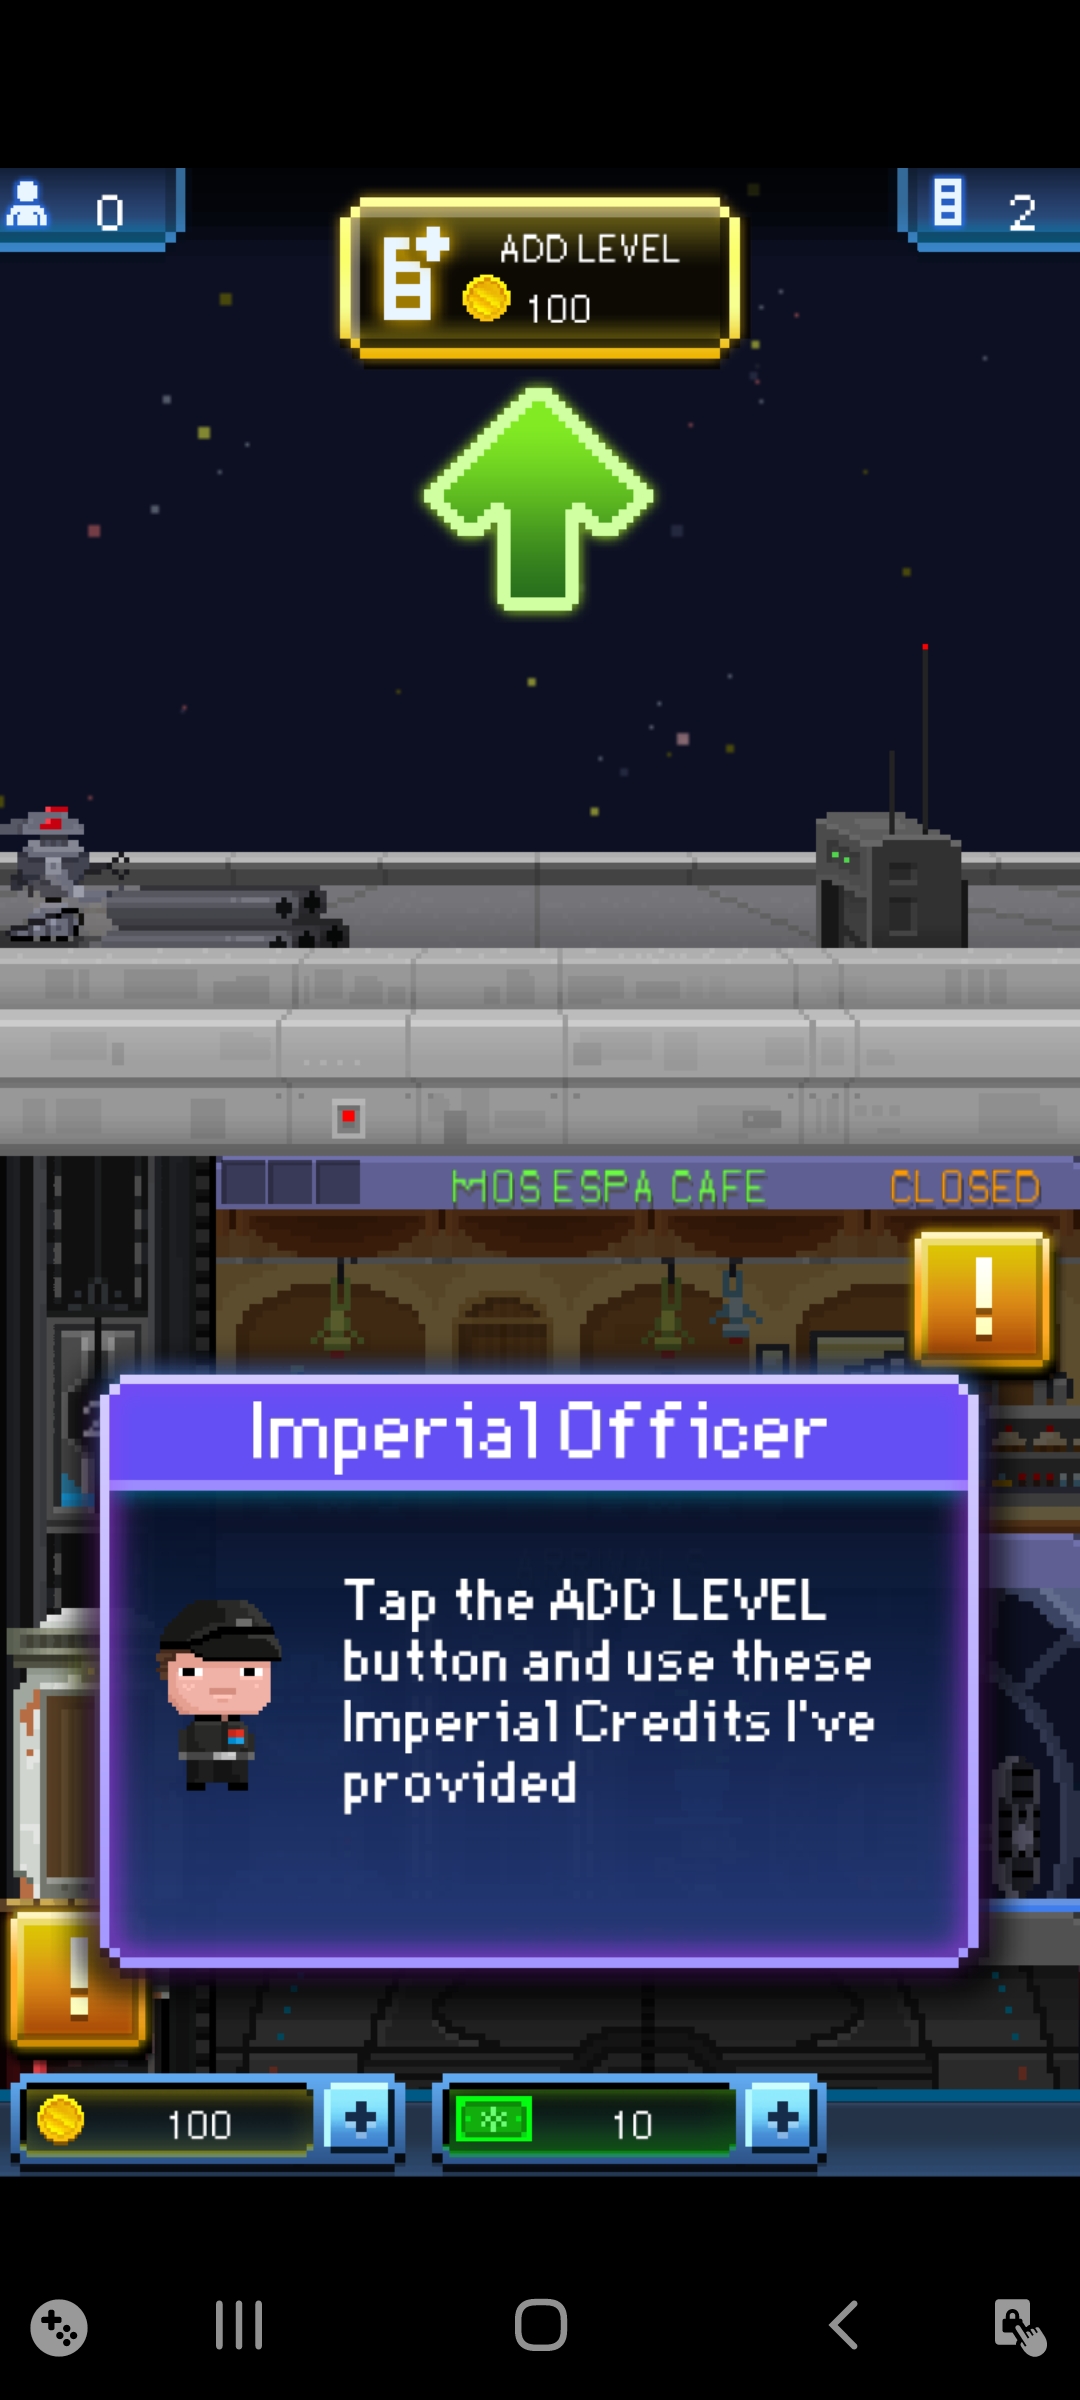 0
ADD LEVEL
100
2
MOS ESPA CAFE
CLOSED
!
2
Imperial Officer
Tap the ADD LEVEL
button and use these
Imperial Credits I've
provided
!
100
+
10
+